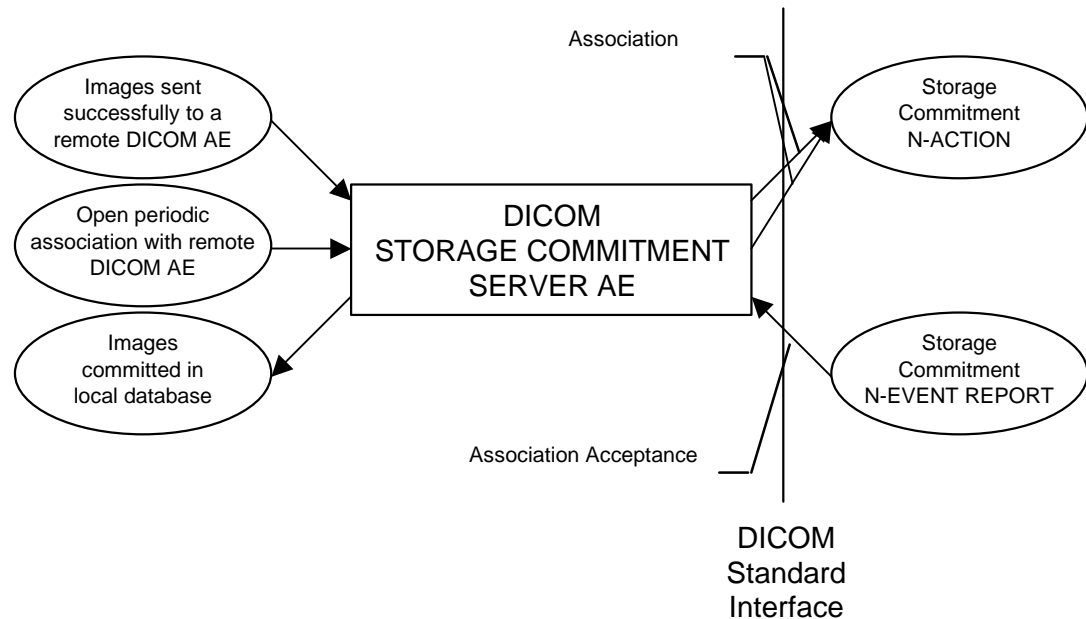 Association
Images sent
successfully to a
remote DICOM AE
Storage
Commitment
N-ACTION
Open periodic
association with remote
DICOM AE
DICOM
STORAGE COMMITMENT
SERVER AE
Images
committed in
local database
Storage
Commitment
N-EVENT REPORT
Association Acceptance
DICOM
Standard
Interface